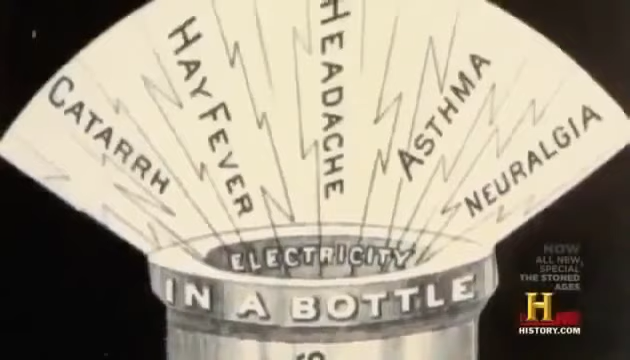 CATARRH
HAY FEVER
HEADACHE
ASTHMA
NEURALGIA
ELECTRICITY
IN A BOTTLE
NOW
ALL NEW
SPECIAL
THE STONED
AGES
H
HISTORY.COM